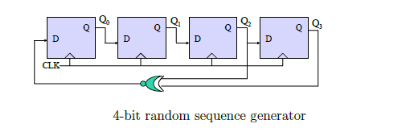 Q₀ Q₁ Q₂ Q₃
Q Q Q Q
D D D D
CLK
4-bit random sequence generator